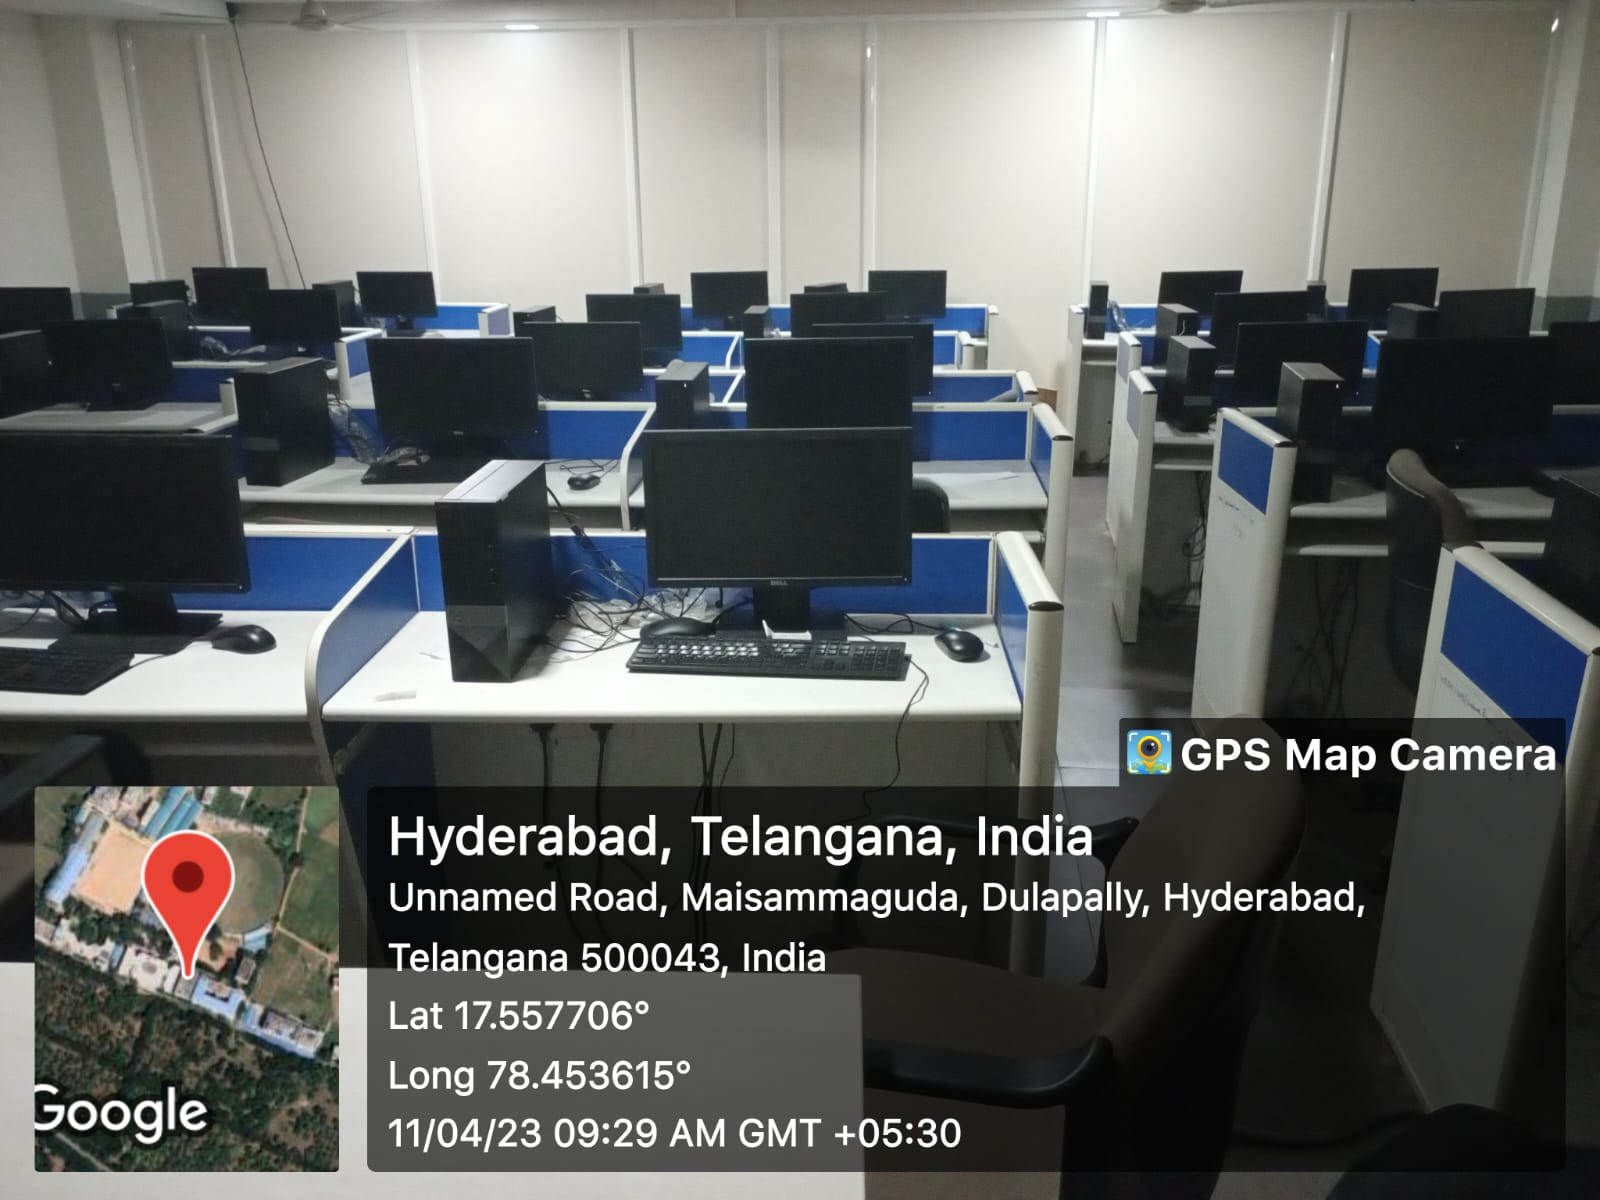 DELL
GPS Map Camera
Hyderabad, Telangana, India
Unnamed Road, Maisammaguda, Dulapally, Hyderabad,
Telangana 500043, India
Lat 17.557706°
Long 78.453615°
11/04/23 09:29 AM GMT +05:30
Google